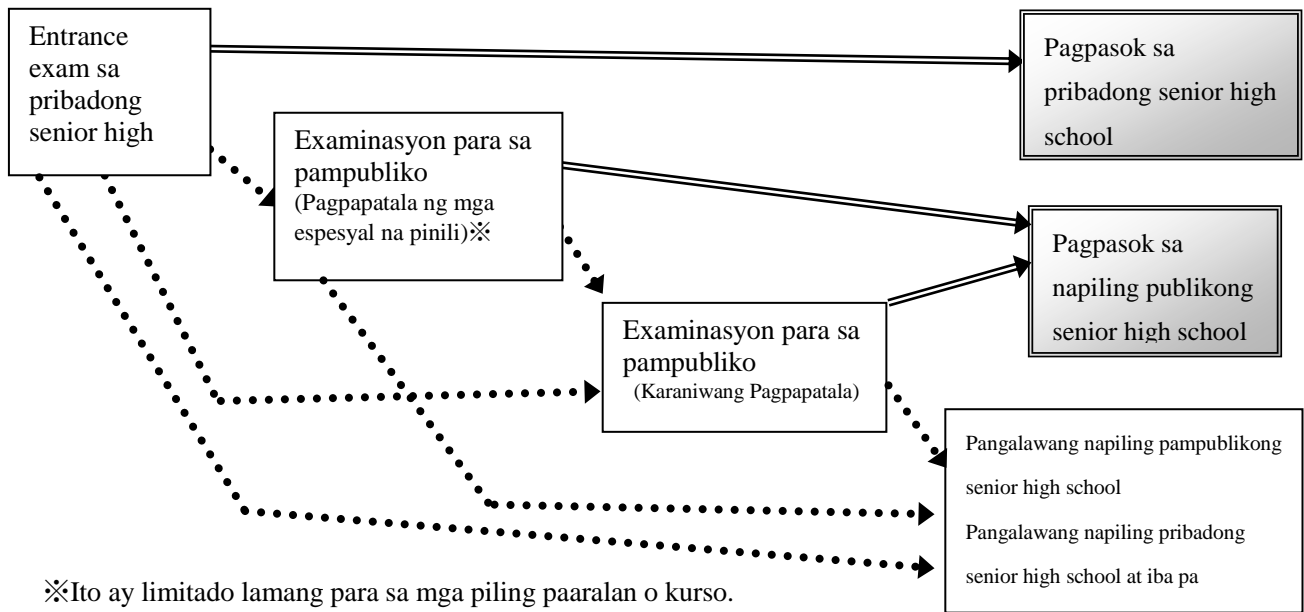 Entrance
exam sa
pribadong
senior high
Pagpasok sa
pribadong senior high
school
Examinasyon para sa
pampubliko
(Pagpapatala ng mga
espesyal na pinili)※
Pagpasok sa
napiling publikong
senior high school
Examinasyon para sa
pampubliko
(Karaniwang Pagpapatala)
Pangalawang napiling pampublikong
senior high school
Pangalawang napiling pribadong
senior high school at iba pa
※Ito ay limitado lamang para sa mga piling paaralan o kurso.